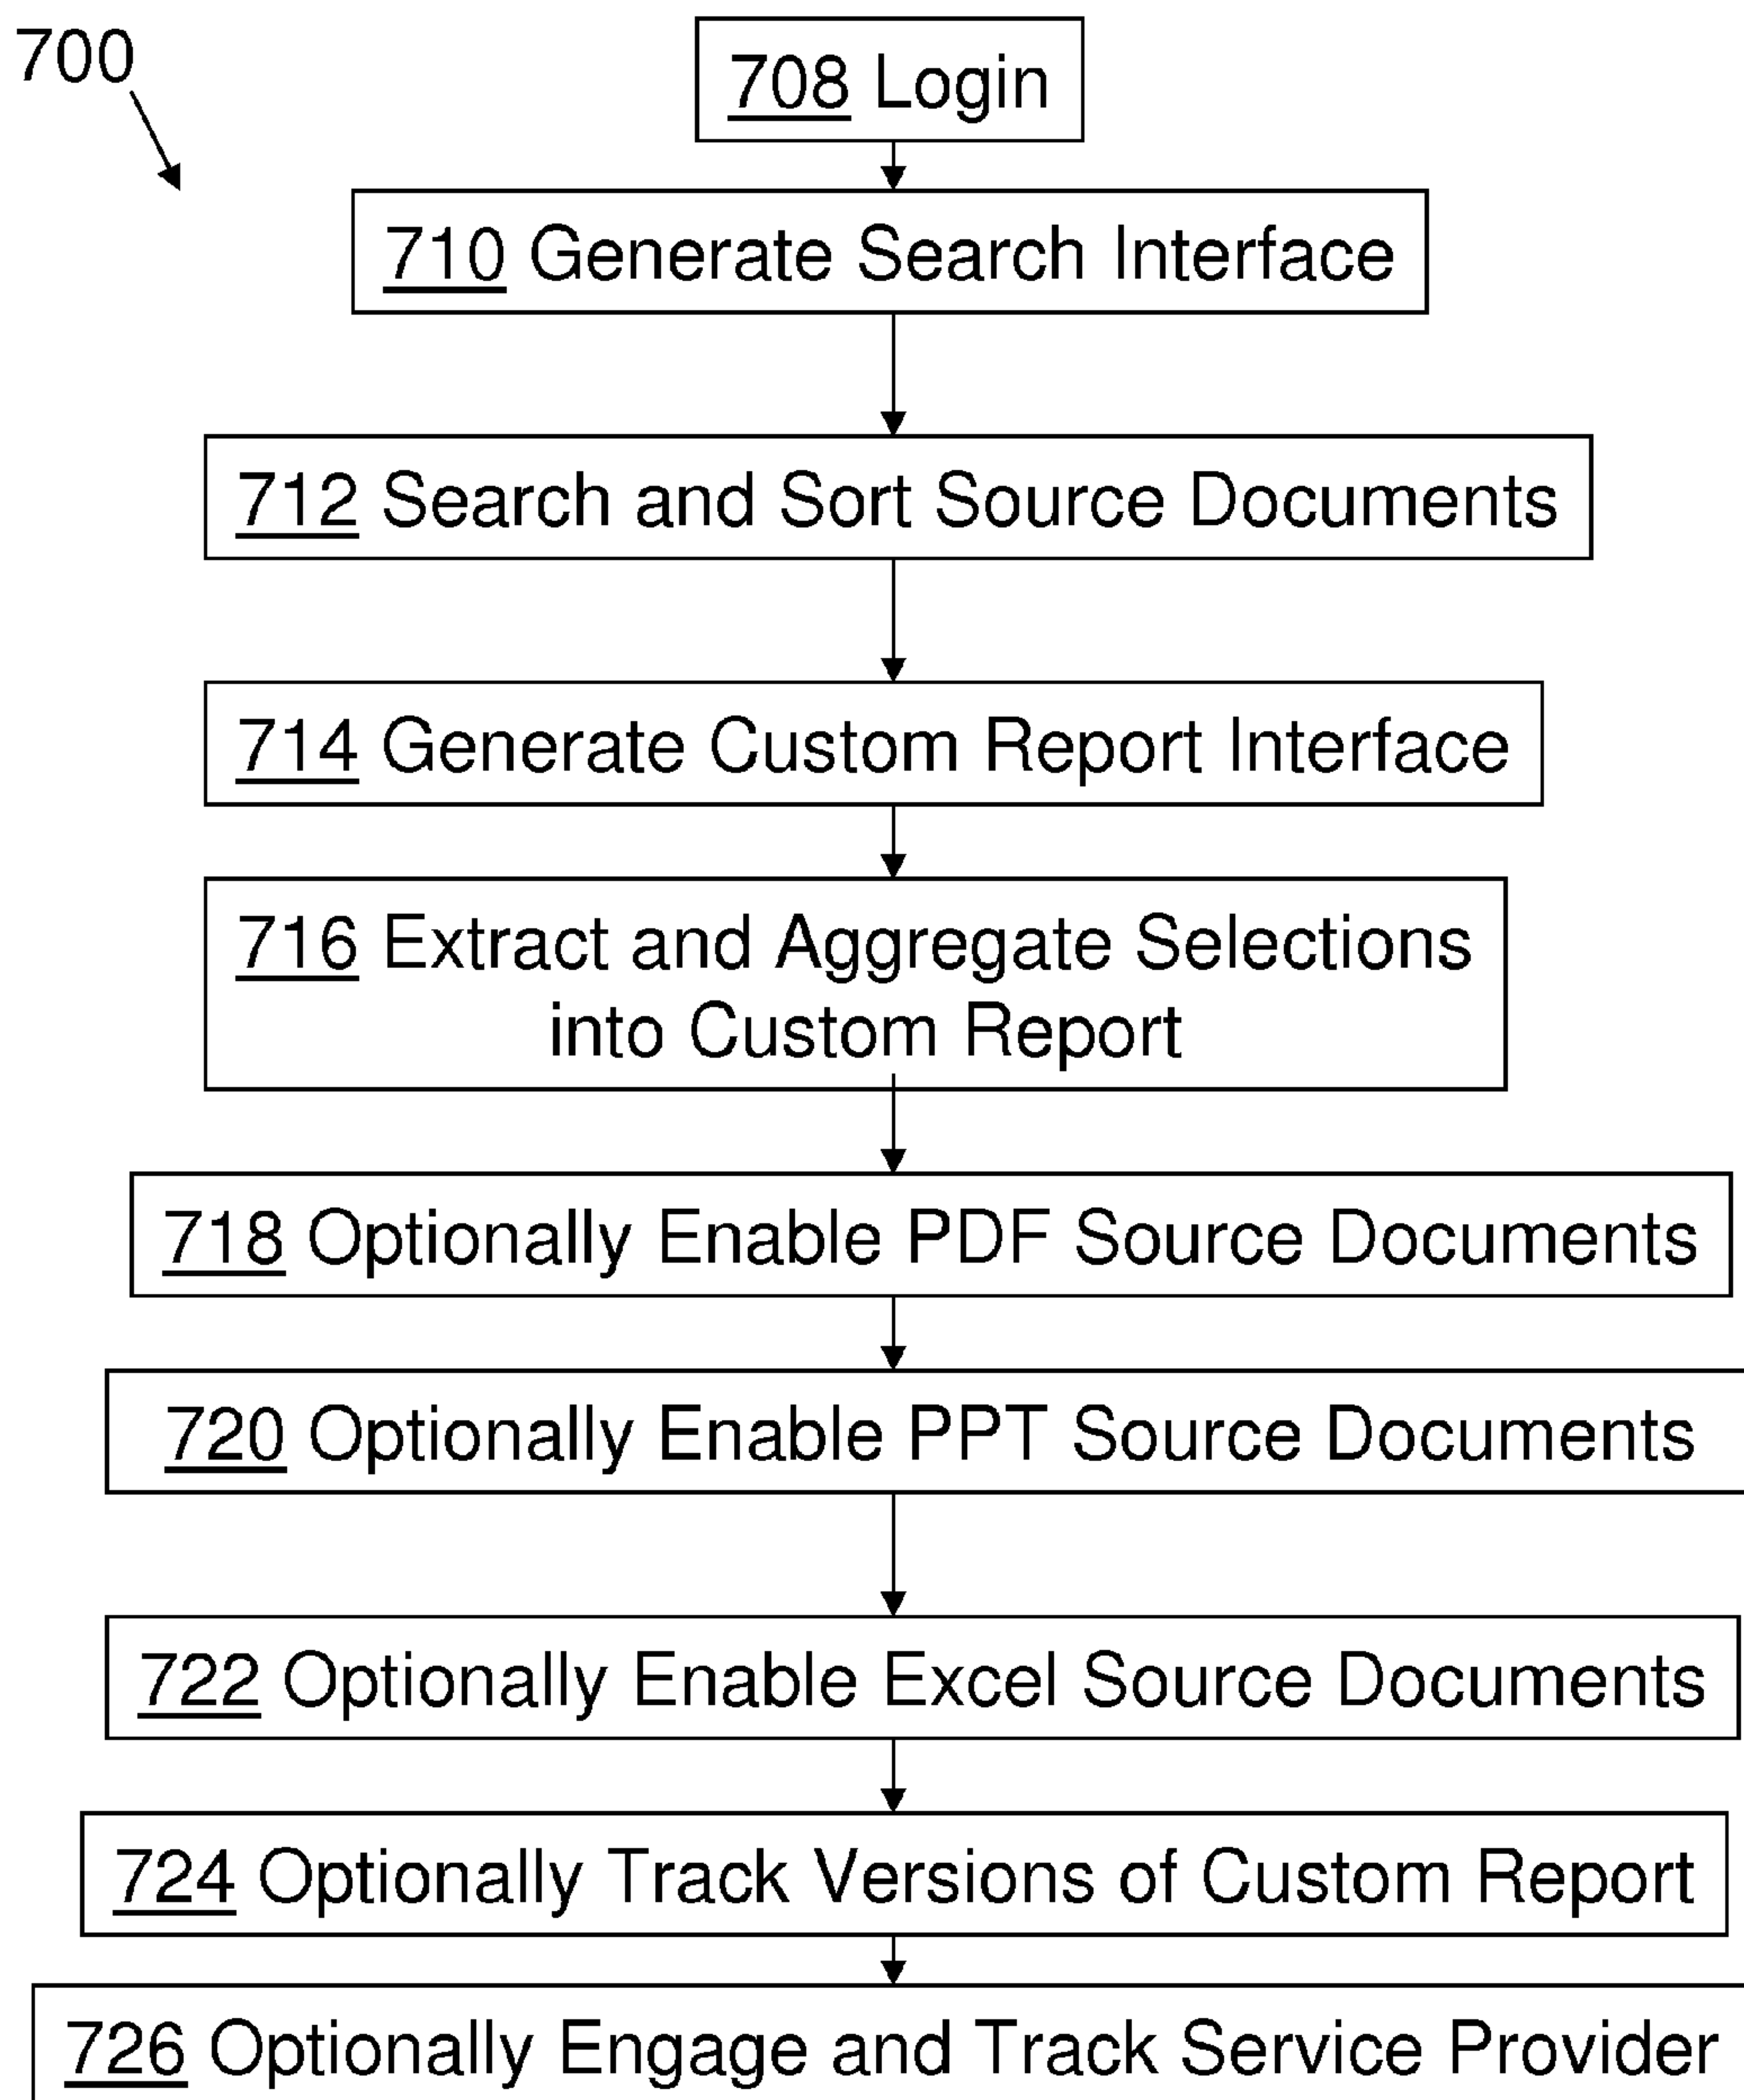 700
708 Login
710 Generate Search Interface
712 Search and Sort Source Documents
714 Generate Custom Report Interface
716 Extract and Aggregate Selections
into Custom Report
718 Optionally Enable PDF Source Documents
720 Optionally Enable PPT Source Documents
722 Optionally Enable Excel Source Documents
724 Optionally Track Versions of Custom Report
726 Optionally Engage and Track Service Provider